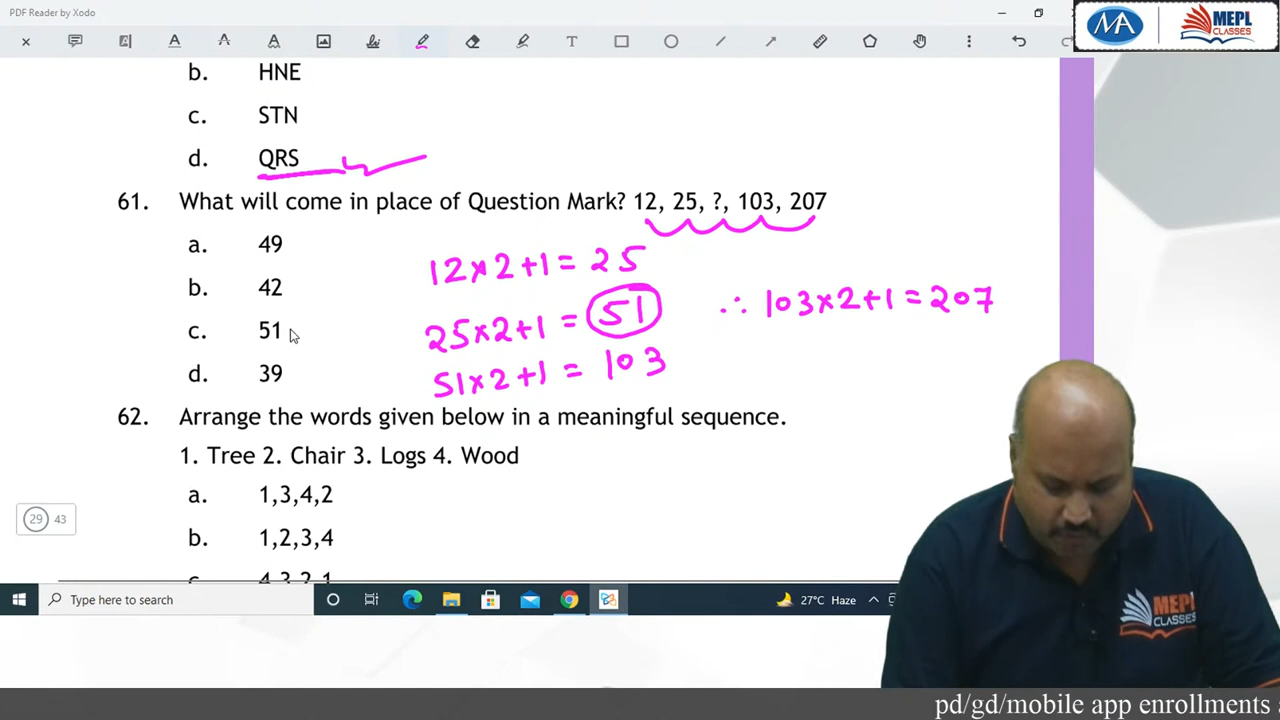 PDF Reader by Xodo
MA
MEPL
CLASSES
b. HNE
c. STN
d. QRS
61. What will come in place of Question Mark? 12, 25, ?, 103, 207
a. 49
b. 42
c. 51
d. 39
12×2+1 = 25
25×2+1 = 51
51×2+1 = 103
∴ 103×2+1 = 207
62. Arrange the words given below in a meaningful sequence.
1. Tree 2. Chair 3. Logs 4. Wood
a. 1,3,4,2
b. 1,2,3,4
c. 4,3,2,1
29 43
Type here to search
27°C Haze
MEPL
CLASSES
pd/gd/mobile app enrollments